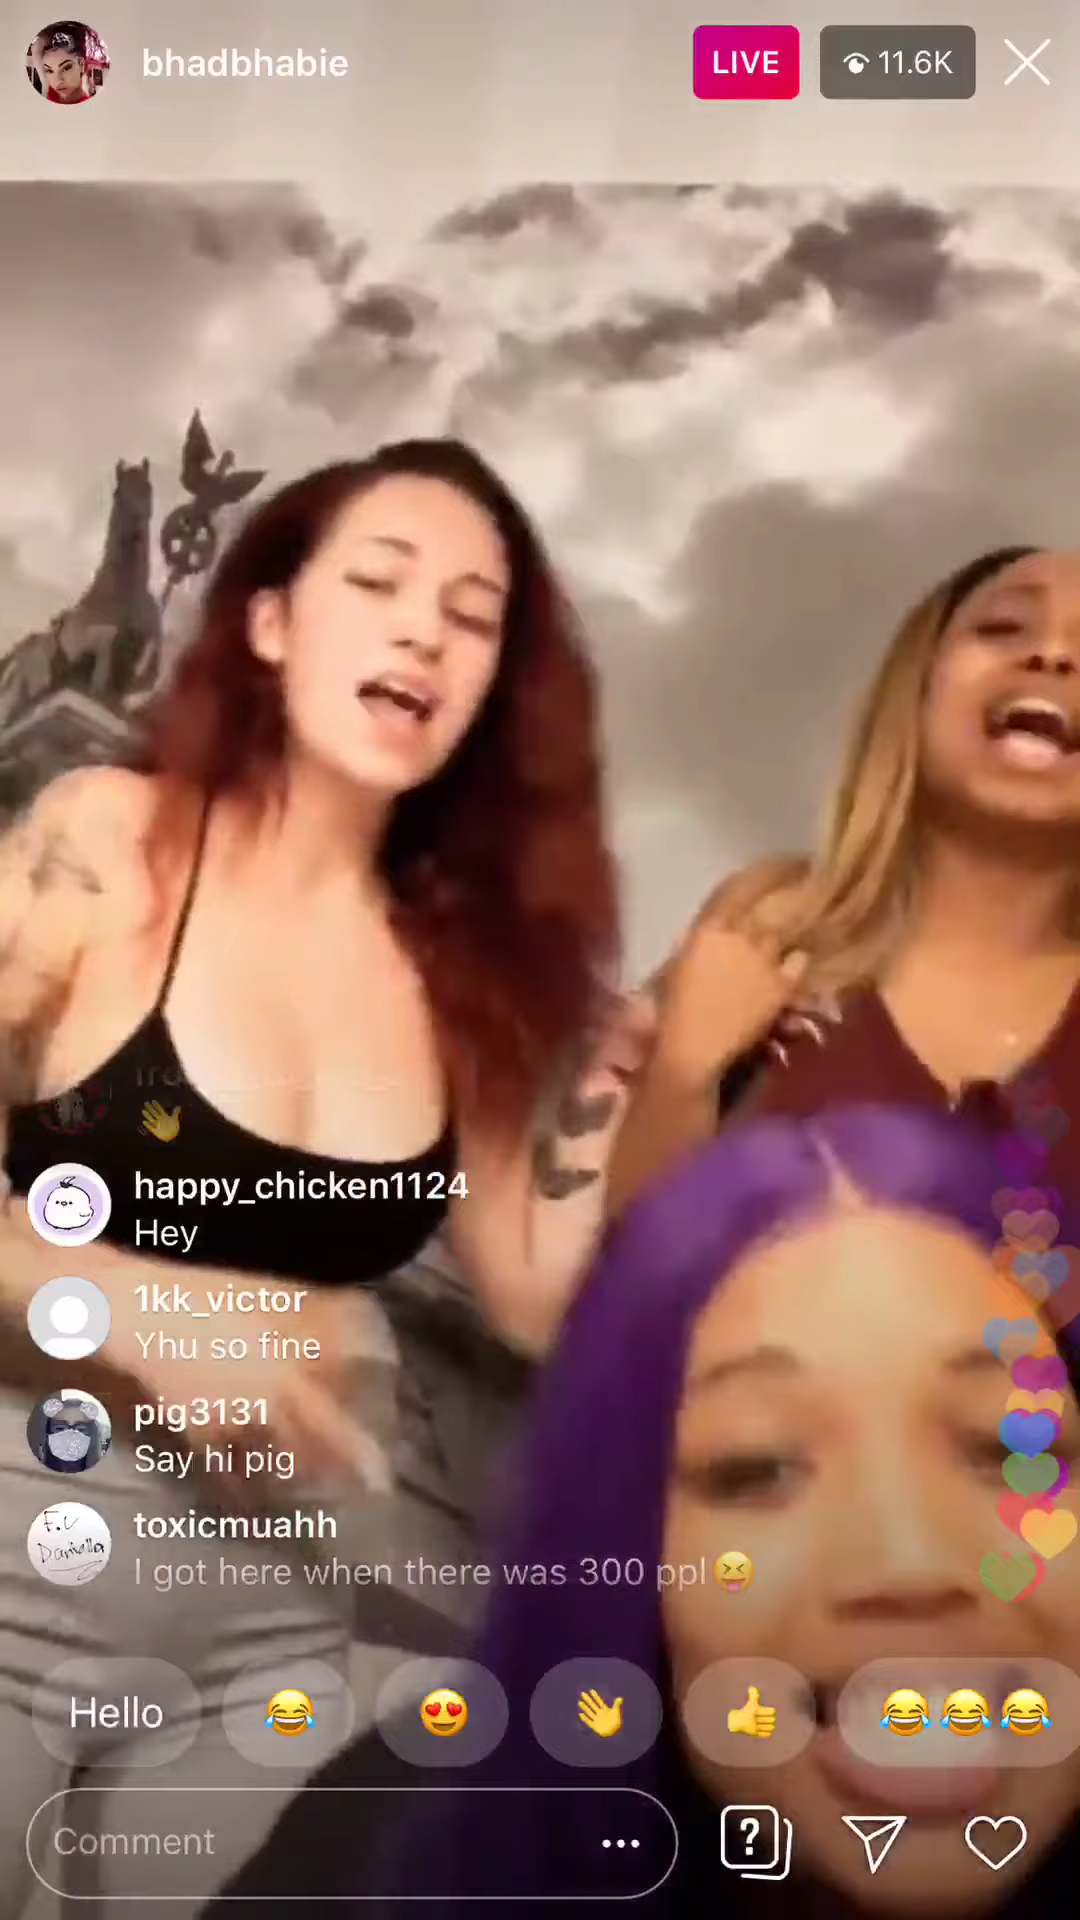 bhadbhabie
LIVE
11.6K
happy_chicken1124
Hey
1kk_victor
Yhu so fine
pig3131
Say hi pig
F.U
Daniella
toxicmuahh
I got here when there was 300 ppl😝
Hello
😂
😍
👋
👍
😂😂😂
Comment
?